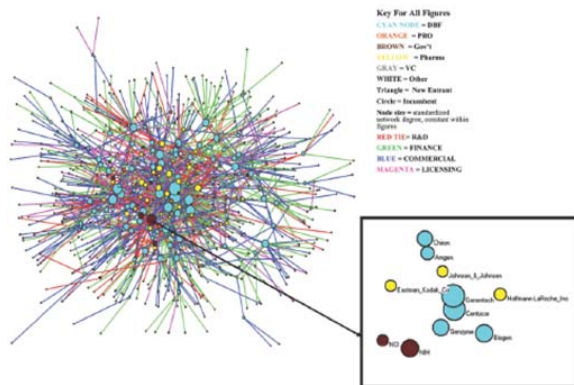 Key For All Figures
CYAN NODE = DBF
ORANGE = PRO
BROWN = Gov't
YELLOW = Pharma
GRAY = VC
WHITE = Other
Triangle = New Entrant
Circle = Incumbent
Node size = standardized
network degree, constant within
figures
RED TIE= R&D
GREEN = FINANCE
BLUE = COMMERCIAL
MAGENTA = LICENSING
Chiron
Amgen
Johnson_&_Johnson
Eastman_Kodak_Co
Genentech
Hoffmann-LaRoche_Inc
Centocor
Genzyme
Biogen
NCI
NIH